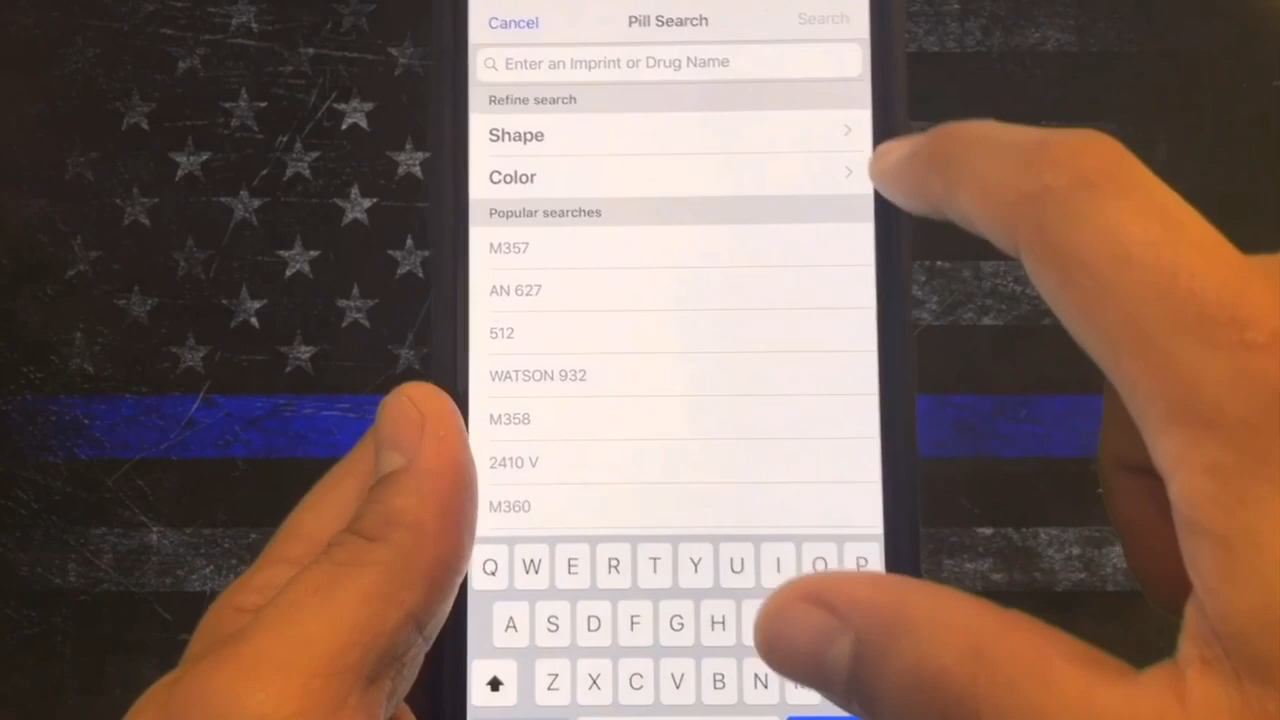 Cancel Pill Search Search
Enter an Imprint or Drug Name
Refine search
Shape
Color
Popular searches
M357
AN 627
512
WATSON 932
M358
2410 V
M360
Q W E R T Y U I O P
A S D F G H
Z X C V B N